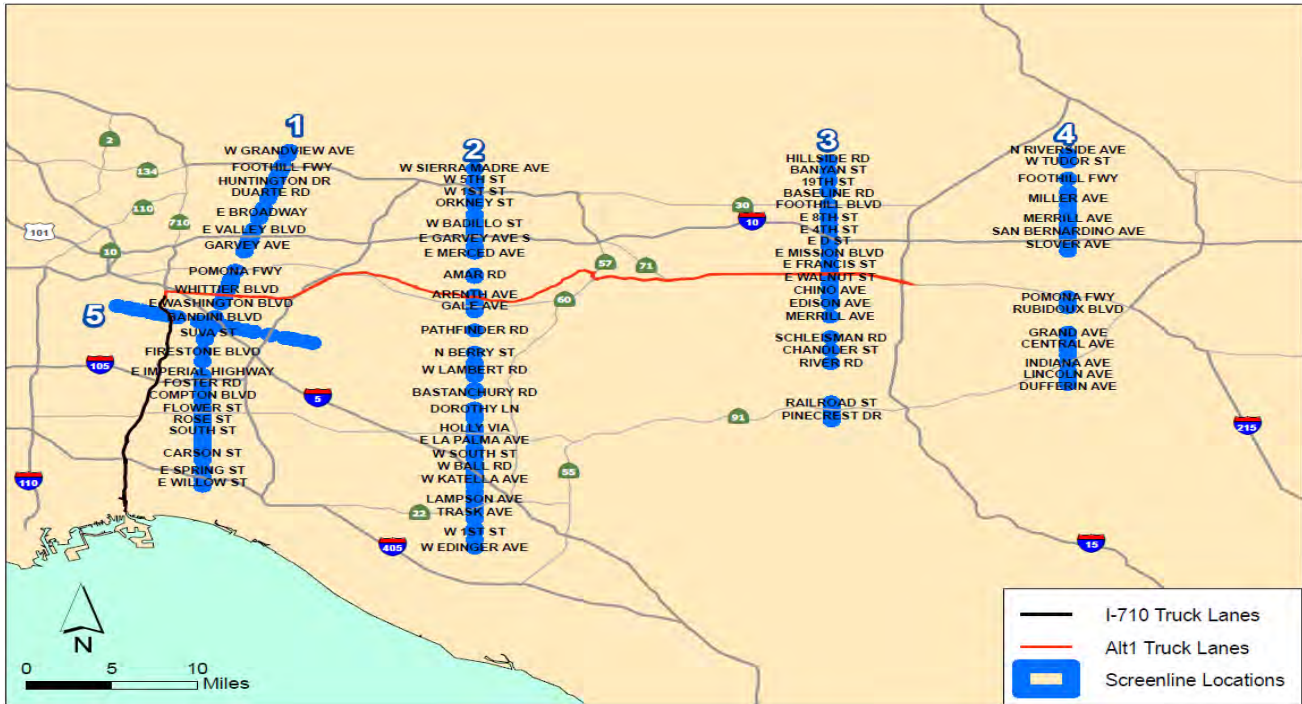 1
W GRANDVIEW AVE
FOOTHILL FWY
HUNTINGTON DR
DUARTE RD
E BROADWAY
E VALLEY BLVD
GARVEY AVE
POMONA FWY
WHITTIER BLVD
E WASHINGTON BLVD
BANDINI BLVD
SUVA ST
FIRESTONE BLVD
E IMPERIAL HIGHWAY
FOSTER RD
COMPTON BLVD
FLOWER ST
ROSE ST
SOUTH ST
CARSON ST
E SPRING ST
E WILLOW ST
2
W SIERRA MADRE AVE
W 5TH ST
W 1ST ST
ORKNEY ST
W BADILLO ST
E GARVEY AVE S
E MERCED AVE
AMAR RD
ARENTH AVE
GALE AVE
PATHFINDER RD
N BERRY ST
W LAMBERT RD
BASTANCHURY RD
DOROTHY LN
HOLLY VIA
E LA PALMA AVE
W SOUTH ST
W BALL RD
W KATELLA AVE
LAMPSON AVE
TRASK AVE
W 1ST ST
W EDINGER AVE
3
HILLSIDE RD
BANYAN ST
19TH ST
BASELINE RD
FOOTHILL BLVD
E 8TH ST
E 4TH ST
E D ST
E MISSION BLVD
E FRANCIS ST
E WALNUT ST
CHINO AVE
EDISON AVE
MERRILL AVE
SCHLEISMAN RD
CHANDLER ST
RIVER RD
RAILROAD ST
PINECREST DR
4
N RIVERSIDE AVE
W TUDOR ST
FOOTHILL FWY
MILLER AVE
MERRILL AVE
SAN BERNARDINO AVE
SLOVER AVE
POMONA FWY
RUBIDOUX BLVD
GRAND AVE
CENTRAL AVE
INDIANA AVE
LINCOLN AVE
DUFFERIN AVE
5
2
134
110
710
101
10
105
5
110
405
22
55
91
60
57
71
30
10
215
15
N
0 5 10
Miles
I-710 Truck Lanes
Alt1 Truck Lanes
Screenline Locations